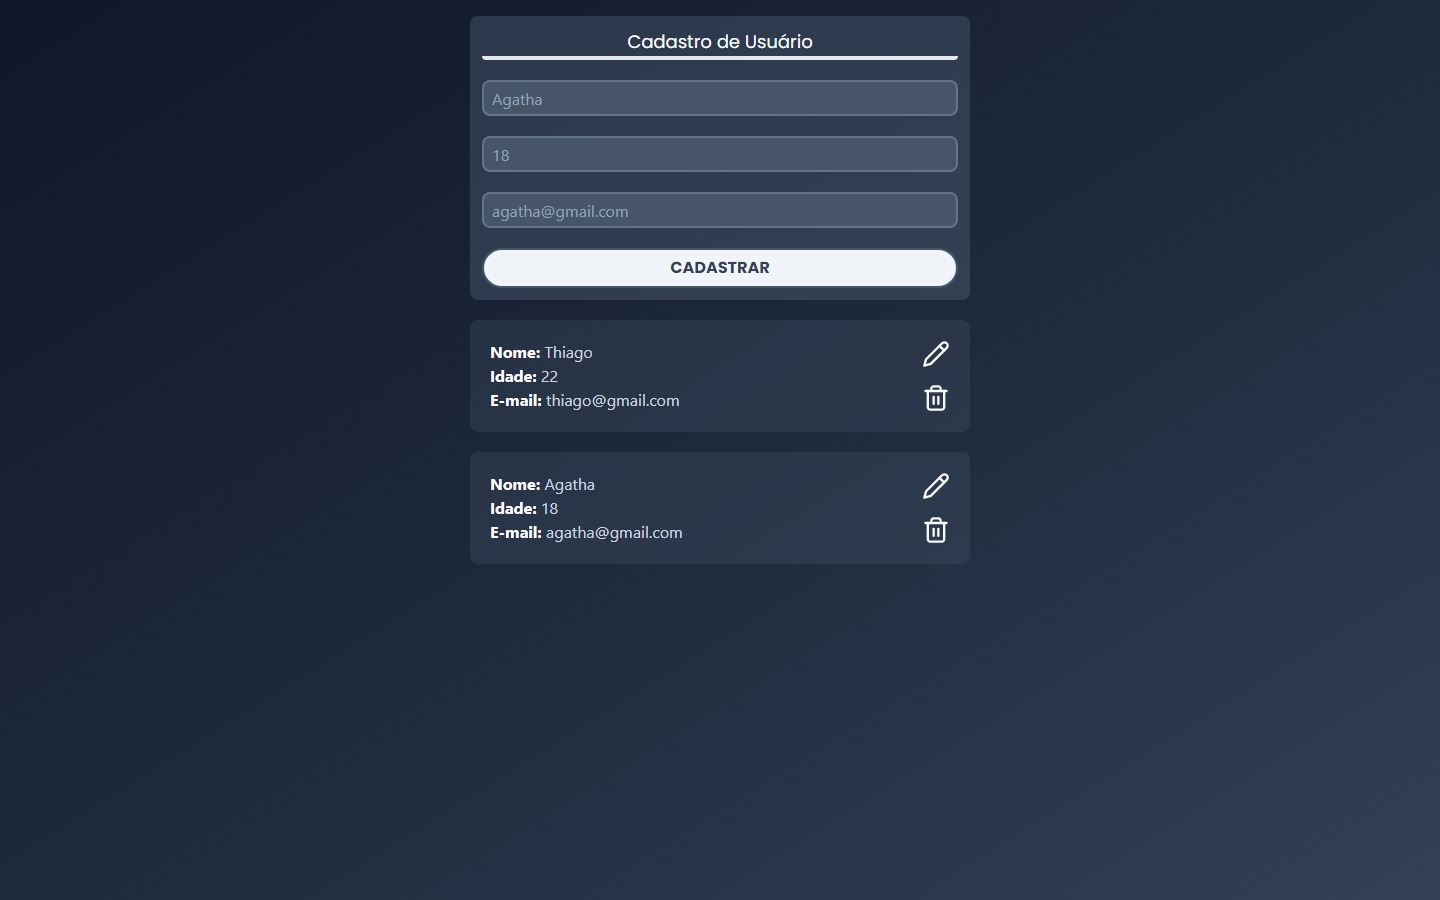 Cadastro de Usuário
Agatha
18
agatha@gmail.com
CADASTRAR
Nome: Thiago
Idade: 22
E-mail: thiago@gmail.com
Nome: Agatha
Idade: 18
E-mail: agatha@gmail.com